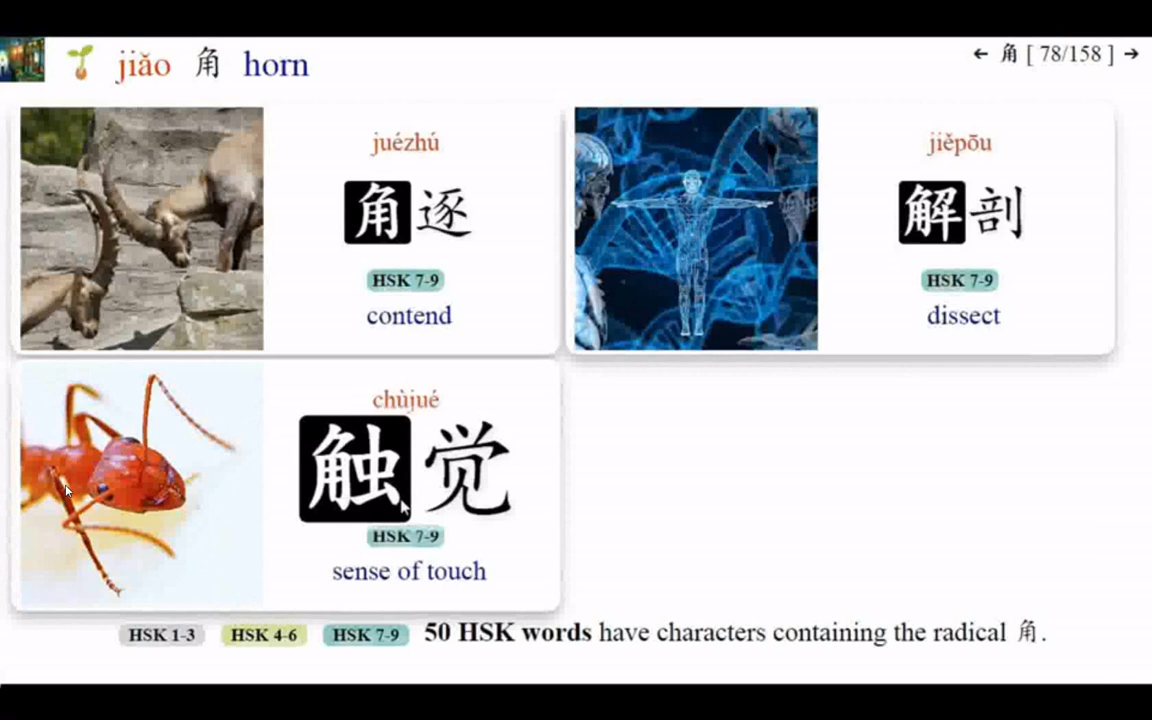 jiǎo 角 horn
← 角 [ 78/158 ] →
juézhú
角逐
HSK 7-9
contend
jiěpōu
解剖
HSK 7-9
dissect
chùjué
触觉
HSK 7-9
sense of touch
HSK 1-3 HSK 4-6 HSK 7-9 50 HSK words have characters containing the radical 角.